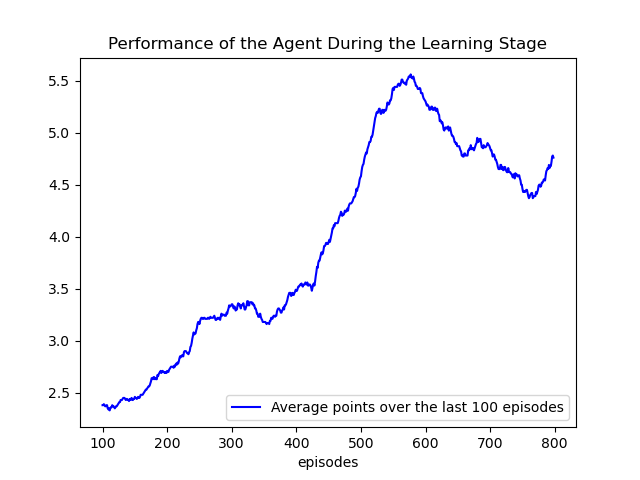 Performance of the Agent During the Learning Stage
5.5
5.0
4.5
4.0
3.5
3.0
2.5
Average points over the last 100 episodes
100 200 300 400 500 600 700 800
episodes